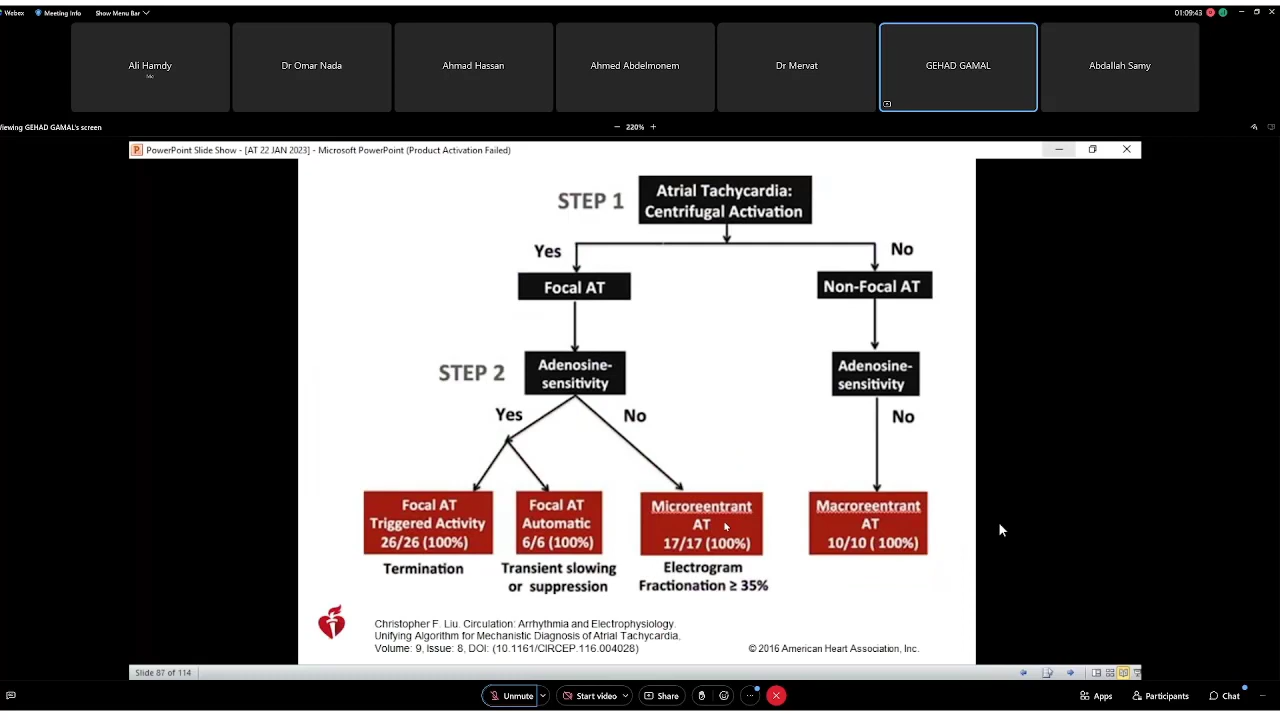 Webex
Meeting Info
Show Menu Bar
01:09:43
Ali Hamdy
Me
Dr Omar Nada
Ahmad Hassan
Ahmed Abdelmonem
Dr Mervat
GEHAD GAMAL
Abdallah Samy
Viewing GEHAD GAMAL's screen
220%
PowerPoint Slide Show - [AT 22 JAN 2023] - Microsoft PowerPoint (Product Activation Failed)
STEP 1
Atrial Tachycardia:
Centrifugal Activation
Yes
No
Focal AT
Non-Focal AT
STEP 2
Adenosine-
sensitivity
Adenosine-
sensitivity
Yes
No
No
Focal AT
Triggered Activity
26/26 (100%)
Focal AT
Automatic
6/6 (100%)
Microreentrant
AT
17/17 (100%)
Macroreentrant
AT
10/10 ( 100%)
Termination
Transient slowing
or suppression
Electrogram
Fractionation ≥ 35%
Christopher F. Liu. Circulation: Arrhythmia and Electrophysiology.
Unifying Algorithm for Mechanistic Diagnosis of Atrial Tachycardia,
Volume: 9, Issue: 8, DOI: (10.1161/CIRCEP.116.004028)
© 2016 American Heart Association, Inc.
Slide 87 of 114
Unmute
Start video
Share
Apps
Participants
Chat